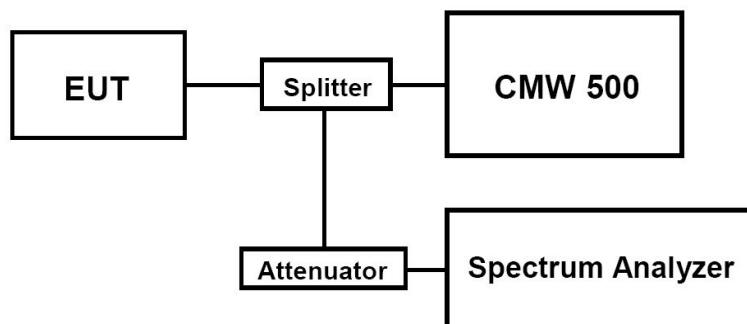 EUT
Splitter
CMW 500
Attenuator
Spectrum Analyzer